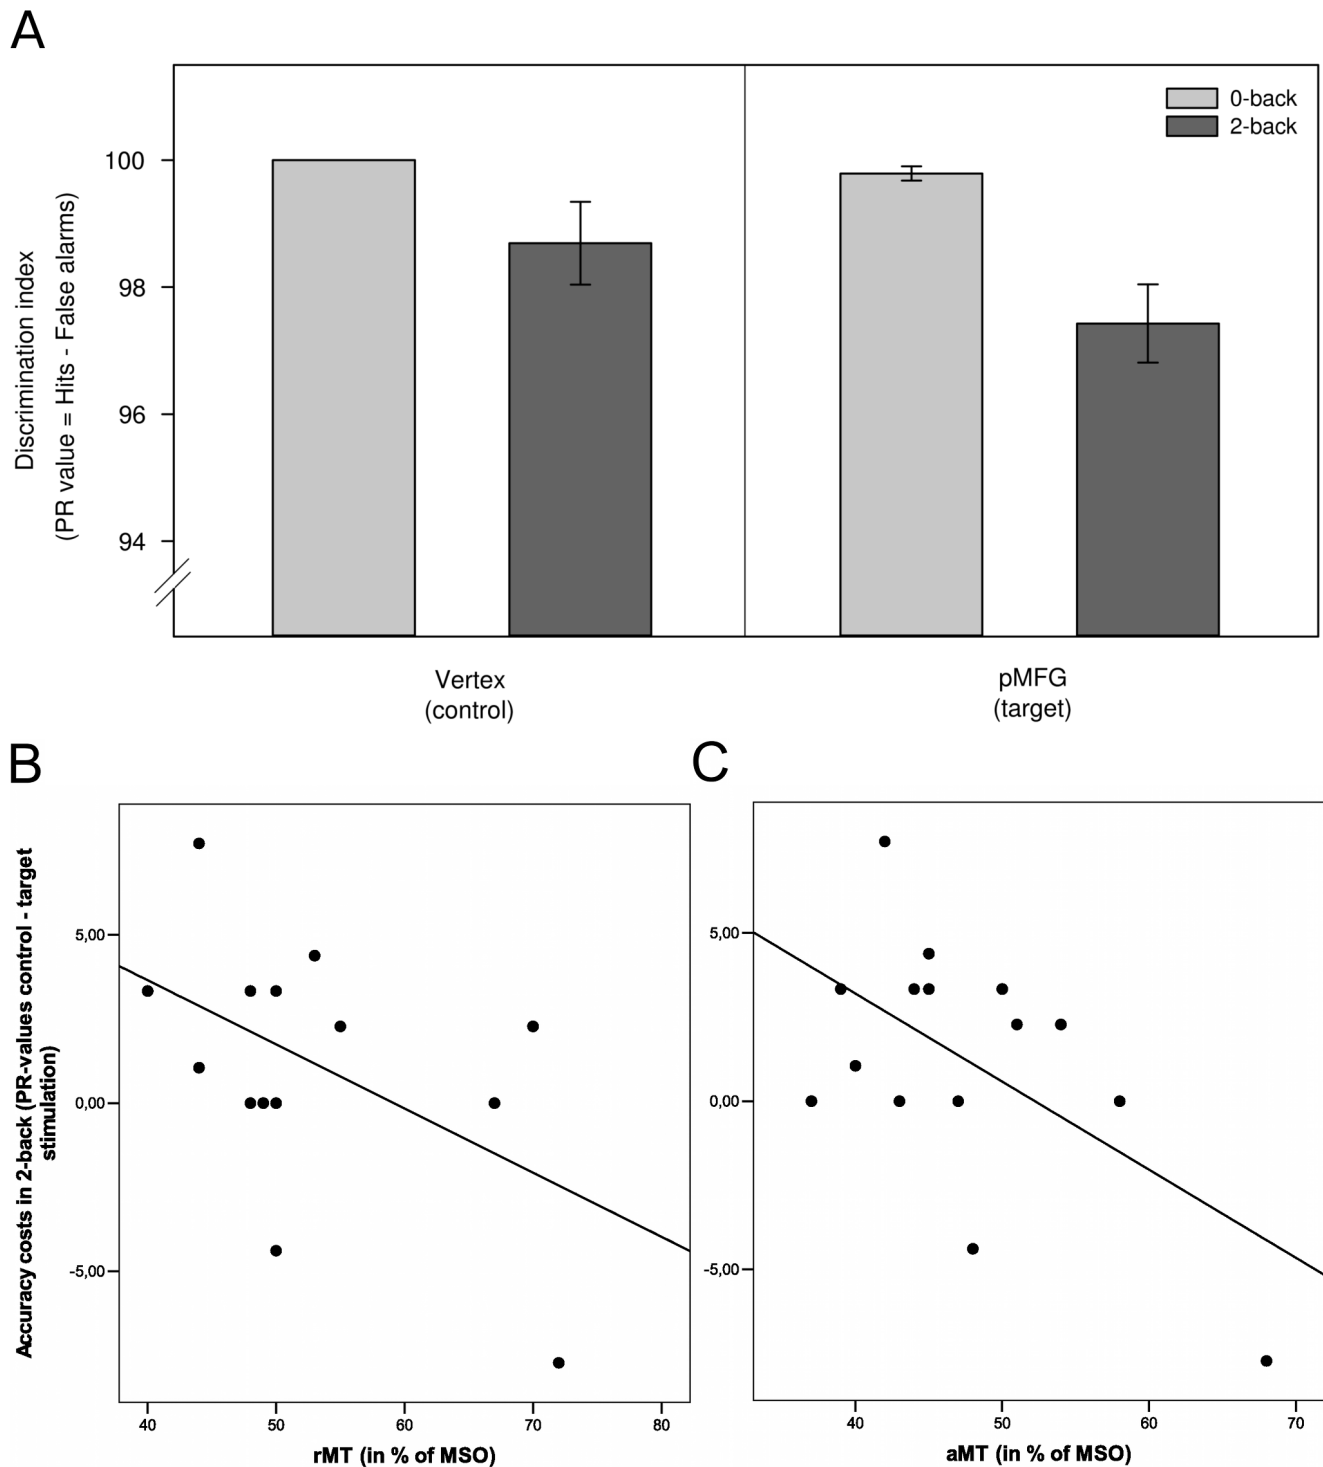 A
0-back
2-back
100
98
96
94
Discrimination index
(PR value = Hits - False alarms)
Vertex
(control)
pMFG
(target)
B
Accuracy costs in 2-back (PR-values control - target
stimulation)
5,00
0,00
-5,00
40 50 60 70 80
rMT (in % of MSO)
C
5,00
0,00
-5,00
40 50 60 70
aMT (in % of MSO)